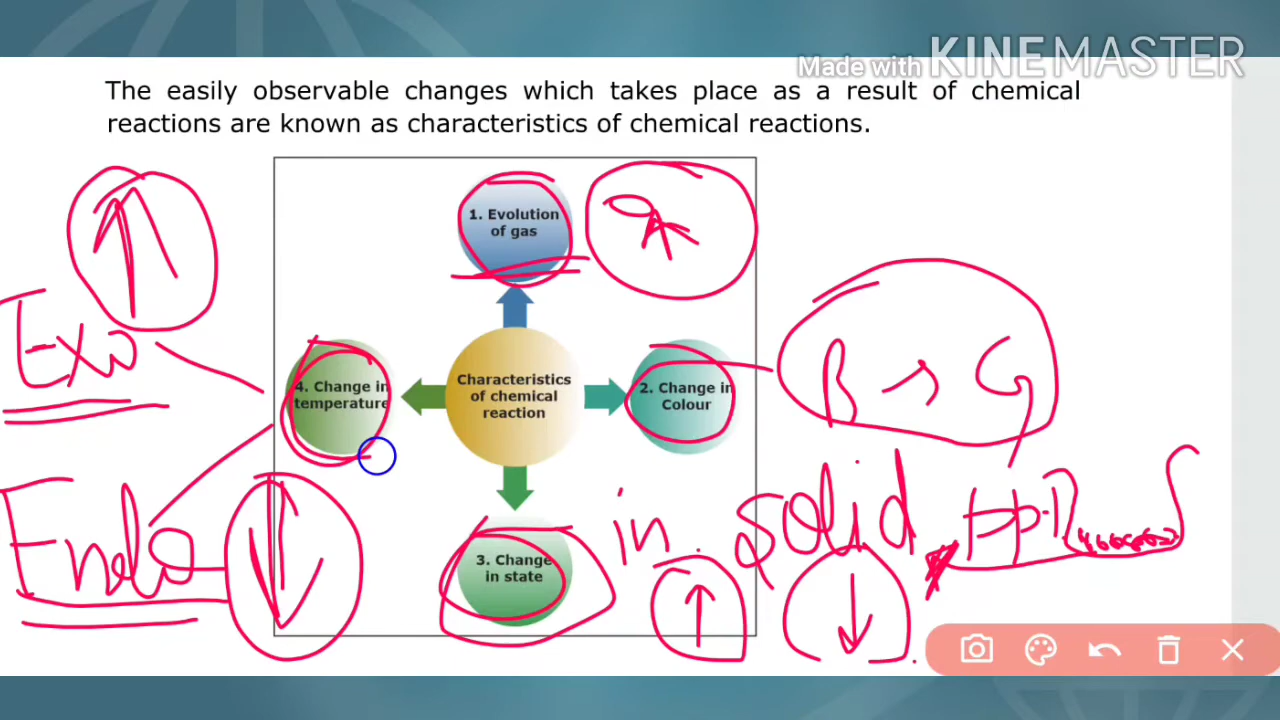 Made with KINEMASTER
The easily observable changes which takes place as a result of chemical
reactions are known as characteristics of chemical reactions.
1. Evolution
of gas
Exo
4. Change in
temperature
Characteristics
of chemical
reaction
2. Change in
Colour
B → G
Endo
3. Change
in state
in solid ppt